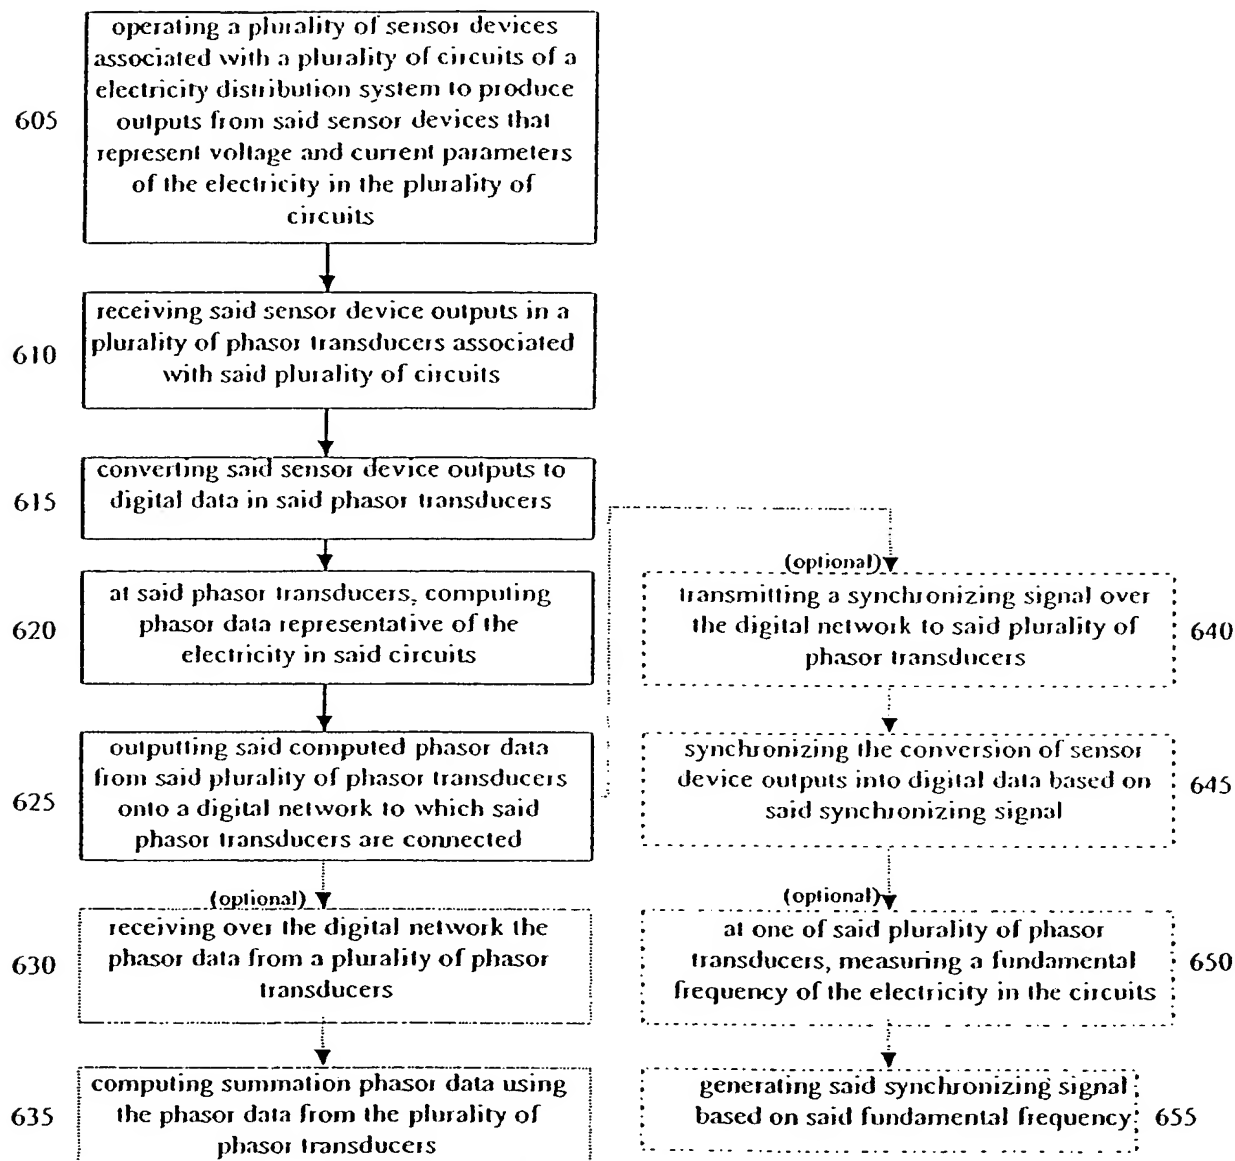 operating a plurality of sensor devices
associated with a plurality of circuits of a
electricity distribution system to produce
outputs from said sensor devices that
represent voltage and current parameters
of the electricity in the plurality of
circuits
605
receiving said sensor device outputs in a
plurality of phasor transducers associated
with said plurality of circuits
610
converting said sensor device outputs to
digital data in said phasor transducers
615
at said phasor transducers, computing
phasor data representative of the
electricity in said circuits
620
outputting said computed phasor data
from said plurality of phasor transducers
onto a digital network to which said
phasor transducers are connected
625
(optional)
receiving over the digital network the
phasor data from a plurality of phasor
transducers
630
computing summation phasor data using
the phasor data from the plurality of
phasor transducers
635
(optional)
transmitting a synchronizing signal over
the digital network to said plurality of
phasor transducers
640
synchronizing the conversion of sensor
device outputs into digital data based on
said synchronizing signal
645
(optional)
at one of said plurality of phasor
transducers, measuring a fundamental
frequency of the electricity in the circuits
650
generating said synchronizing signal
based on said fundamental frequency
655